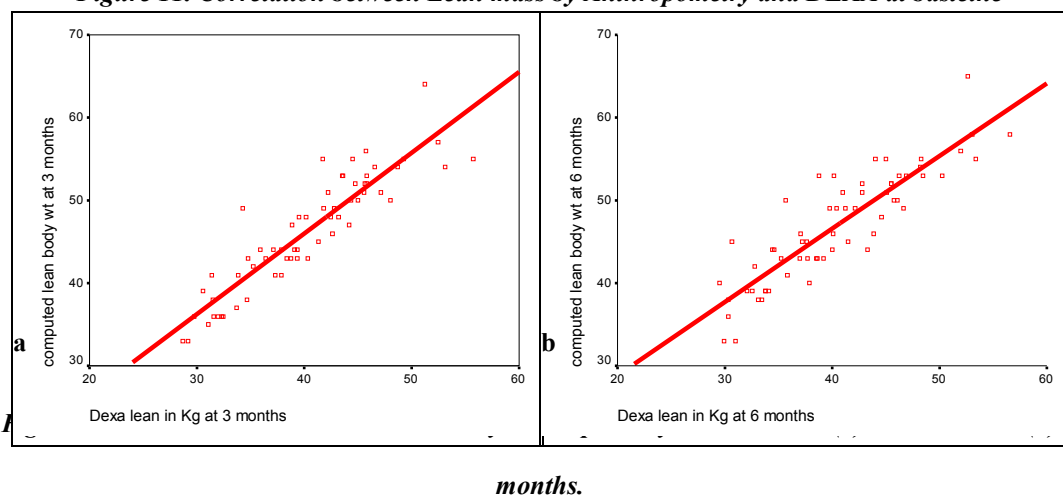 Figure 11: Correlation between Lean mass of Anthropometry and DEXA at baseline
70
60
50
40
30
computed lean body wt at 3 months
a
20 30 40 50 60
Dexa lean in Kg at 3 months
70
60
50
40
30
computed lean body wt at 6 months
b
20 30 40 50 60
Dexa lean in Kg at 6 months
months.